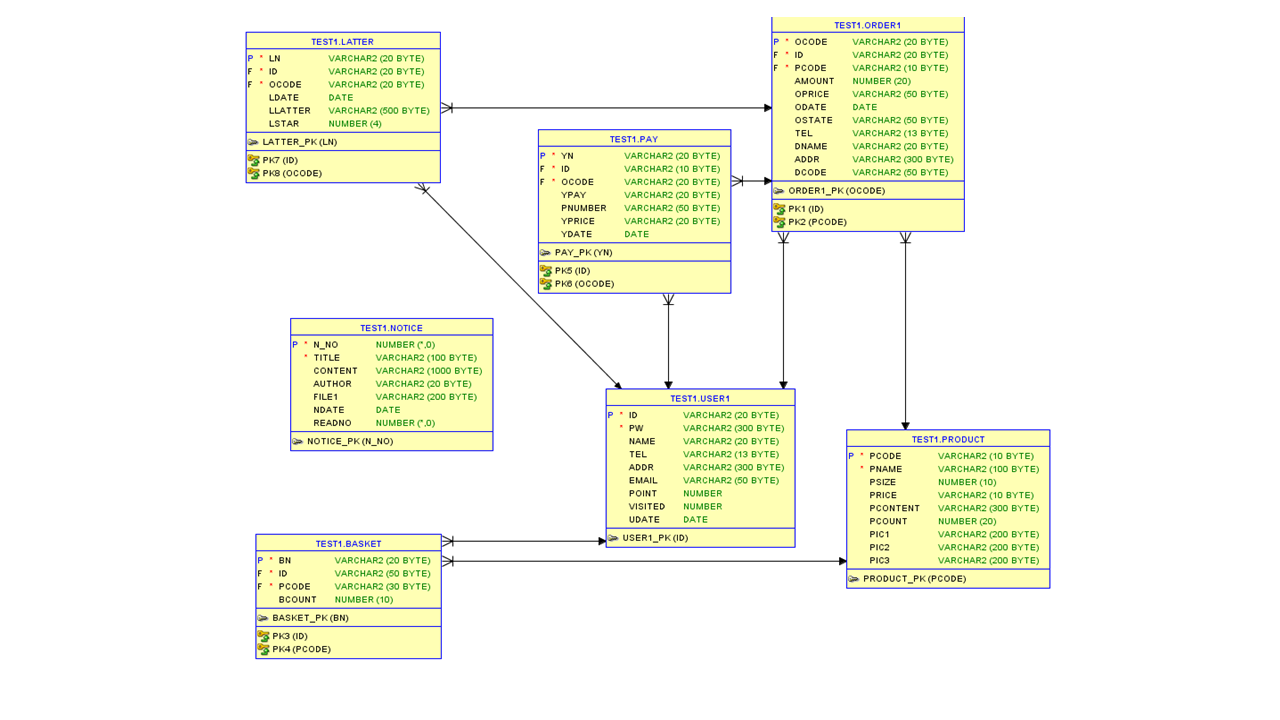 TEST1.LATTER
P * LN VARCHAR2 (20 BYTE)
F * ID VARCHAR2 (20 BYTE)
F * OCODE VARCHAR2 (20 BYTE)
LDATE DATE
LLATTER VARCHAR2 (500 BYTE)
LSTAR NUMBER (4)
LATTER_PK (LN)
PK7 (ID)
PK8 (OCODE)
TEST1.ORDER1
P * OCODE VARCHAR2 (20 BYTE)
F * ID VARCHAR2 (20 BYTE)
F * PCODE VARCHAR2 (10 BYTE)
AMOUNT NUMBER (20)
OPRICE VARCHAR2 (50 BYTE)
ODATE DATE
OSTATE VARCHAR2 (50 BYTE)
TEL VARCHAR2 (13 BYTE)
DNAME VARCHAR2 (20 BYTE)
ADDR VARCHAR2 (300 BYTE)
DCODE VARCHAR2 (50 BYTE)
ORDER1_PK (OCODE)
PK1 (ID)
PK2 (PCODE)
TEST1.PAY
P * YN VARCHAR2 (20 BYTE)
F * ID VARCHAR2 (10 BYTE)
F * OCODE VARCHAR2 (20 BYTE)
YPAY VARCHAR2 (20 BYTE)
PNUMBER VARCHAR2 (50 BYTE)
YPRICE VARCHAR2 (20 BYTE)
YDATE DATE
PAY_PK (YN)
PK5 (ID)
PK6 (OCODE)
TEST1.NOTICE
P * N_NO NUMBER (*,0)
* TITLE VARCHAR2 (100 BYTE)
CONTENT VARCHAR2 (1000 BYTE)
AUTHOR VARCHAR2 (20 BYTE)
FILE1 VARCHAR2 (200 BYTE)
NDATE DATE
READNO NUMBER (*,0)
NOTICE_PK (N_NO)
TEST1.USER1
P * ID VARCHAR2 (20 BYTE)
* PW VARCHAR2 (300 BYTE)
NAME VARCHAR2 (20 BYTE)
TEL VARCHAR2 (13 BYTE)
ADDR VARCHAR2 (300 BYTE)
EMAIL VARCHAR2 (50 BYTE)
POINT NUMBER
VISITED NUMBER
UDATE DATE
USER1_PK (ID)
TEST1.PRODUCT
P * PCODE VARCHAR2 (10 BYTE)
* PNAME VARCHAR2 (100 BYTE)
PSIZE NUMBER (10)
PRICE VARCHAR2 (10 BYTE)
PCONTENT VARCHAR2 (300 BYTE)
PCOUNT NUMBER (20)
PIC1 VARCHAR2 (200 BYTE)
PIC2 VARCHAR2 (200 BYTE)
PIC3 VARCHAR2 (200 BYTE)
PRODUCT_PK (PCODE)
TEST1.BASKET
P * BN VARCHAR2 (20 BYTE)
F * ID VARCHAR2 (50 BYTE)
F * PCODE VARCHAR2 (30 BYTE)
BCOUNT NUMBER (10)
BASKET_PK (BN)
PK3 (ID)
PK4 (PCODE)